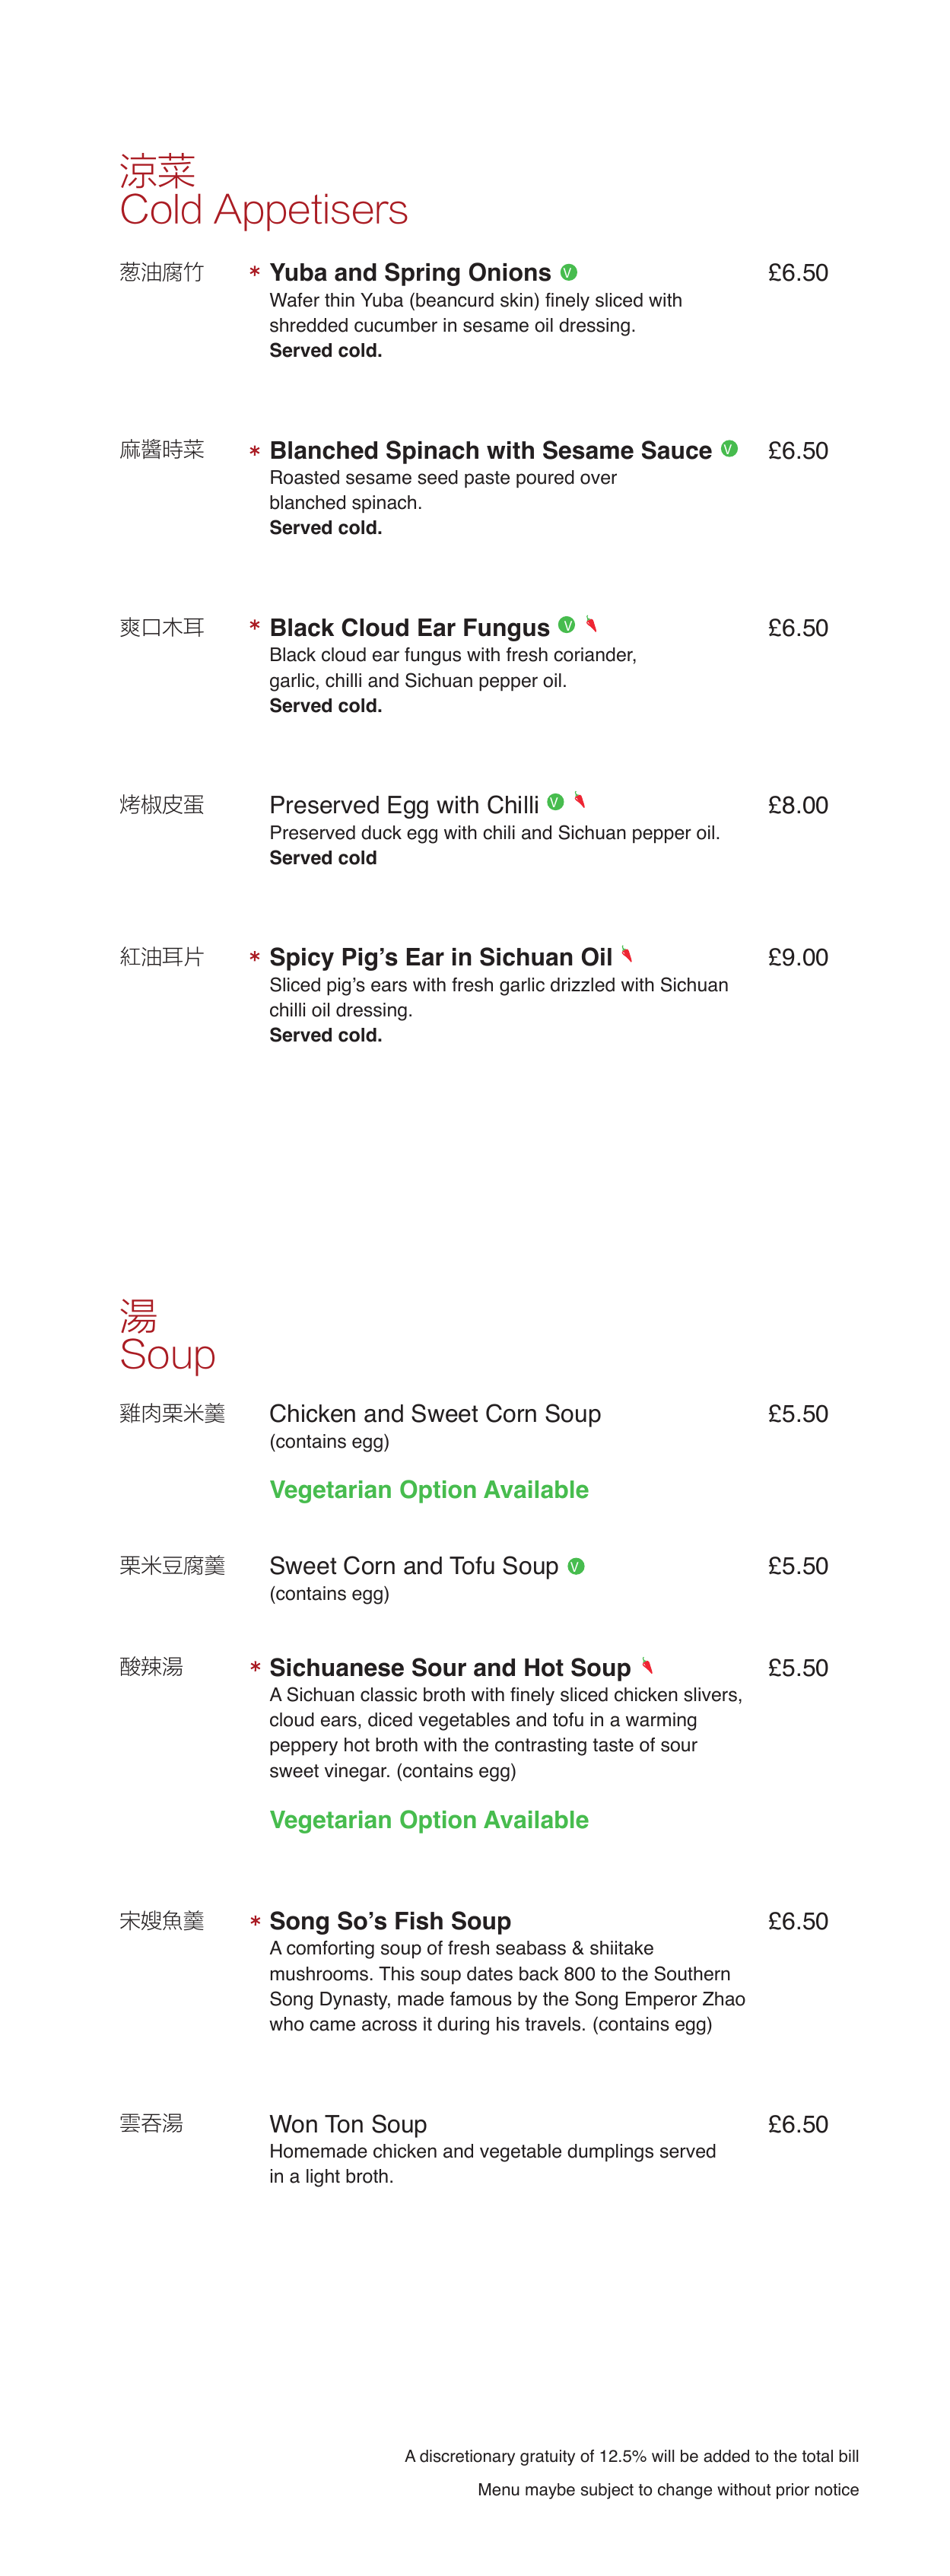 涼菜
Cold Appetisers
葱油腐竹 * Yuba and Spring Onions V £6.50
Wafer thin Yuba (beancurd skin) finely sliced with
shredded cucumber in sesame oil dressing.
Served cold.
麻醬時菜 * Blanched Spinach with Sesame Sauce V £6.50
Roasted sesame seed paste poured over
blanched spinach.
Served cold.
爽口木耳 * Black Cloud Ear Fungus V £6.50
Black cloud ear fungus with fresh coriander,
garlic, chilli and Sichuan pepper oil.
Served cold.
烤椒皮蛋 Preserved Egg with Chilli V £8.00
Preserved duck egg with chili and Sichuan pepper oil.
Served cold
紅油耳片 * Spicy Pig’s Ear in Sichuan Oil £9.00
Sliced pig’s ears with fresh garlic drizzled with Sichuan
chilli oil dressing.
Served cold.
湯
Soup
雞肉栗米羹 Chicken and Sweet Corn Soup £5.50
(contains egg)
Vegetarian Option Available
栗米豆腐羹 Sweet Corn and Tofu Soup V £5.50
(contains egg)
酸辣湯 * Sichuanese Sour and Hot Soup £5.50
A Sichuan classic broth with finely sliced chicken slivers,
cloud ears, diced vegetables and tofu in a warming
peppery hot broth with the contrasting taste of sour
sweet vinegar. (contains egg)
Vegetarian Option Available
宋嫂魚羹 * Song So’s Fish Soup £6.50
A comforting soup of fresh seabass & shiitake
mushrooms. This soup dates back 800 to the Southern
Song Dynasty, made famous by the Song Emperor Zhao
who came across it during his travels. (contains egg)
雲吞湯 Won Ton Soup £6.50
Homemade chicken and vegetable dumplings served
in a light broth.
A discretionary gratuity of 12.5% will be added to the total bill
Menu maybe subject to change without prior notice